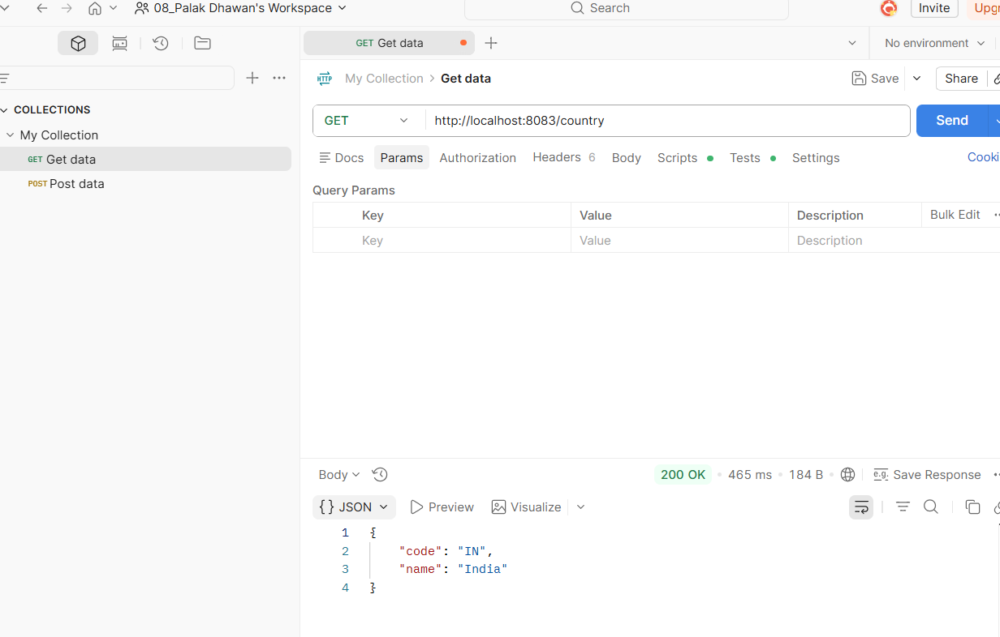 08_Palak Dhawan's Workspace
Search
Invite
GET Get data
No environment
HTTP
My Collection > Get data
Save
Share
COLLECTIONS
My Collection
GET Get data
POST Post data
GET
http://localhost:8083/country
Send
Docs
Params
Authorization
Headers 6
Body
Scripts
Tests
Settings
Query Params
Key
Value
Description
Bulk Edit
Key
Value
Description
Body
200 OK
465 ms
184 B
e.g.
Save Response
{} JSON
Preview
Visualize
1 {
2 "code": "IN",
3 "name": "India"
4 }